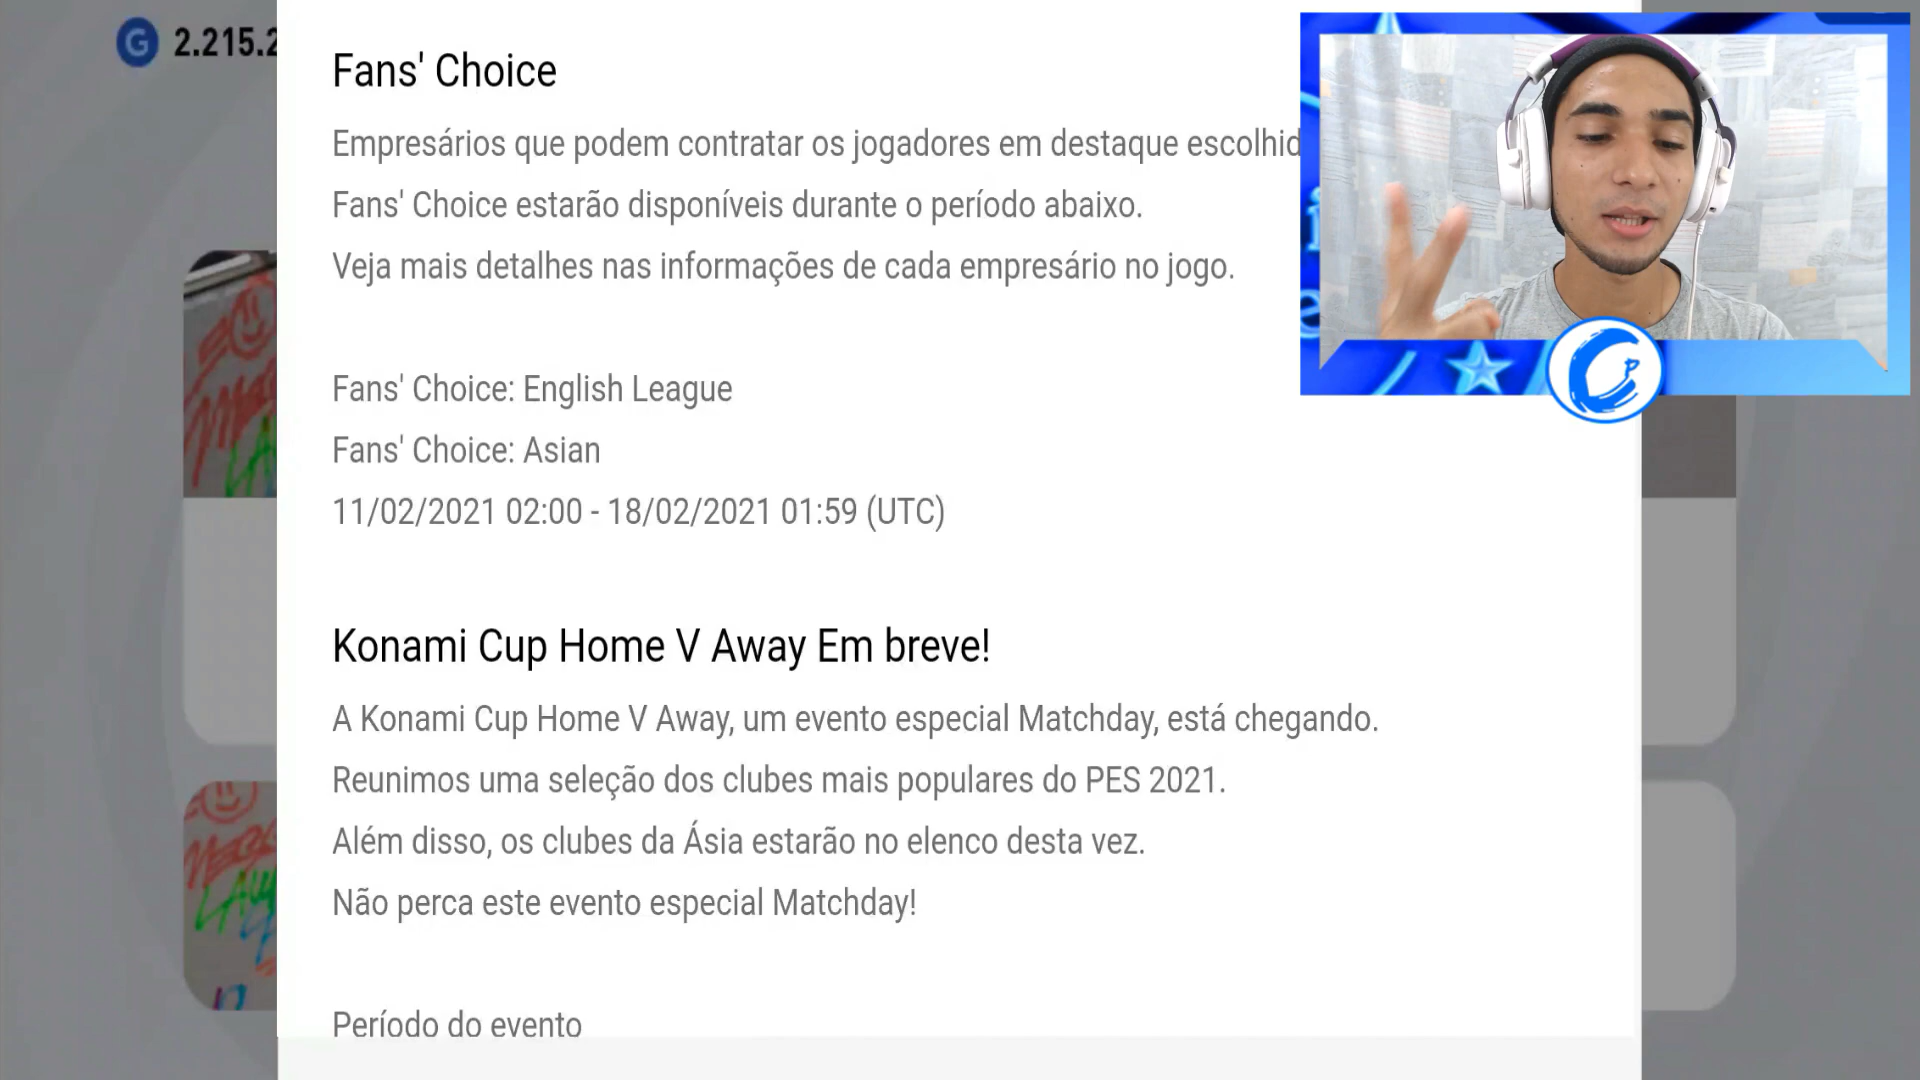 2.215.2
Fans' Choice
Empresários que podem contratar os jogadores em destaque escolhid
Fans' Choice estarão disponíveis durante o período abaixo.
Veja mais detalhes nas informações de cada empresário no jogo.
Fans' Choice: English League
Fans' Choice: Asian
11/02/2021 02:00 - 18/02/2021 01:59 (UTC)
Konami Cup Home V Away Em breve!
A Konami Cup Home V Away, um evento especial Matchday, está chegando.
Reunimos uma seleção dos clubes mais populares do PES 2021.
Além disso, os clubes da Ásia estarão no elenco desta vez.
Não perca este evento especial Matchday!
Período do evento